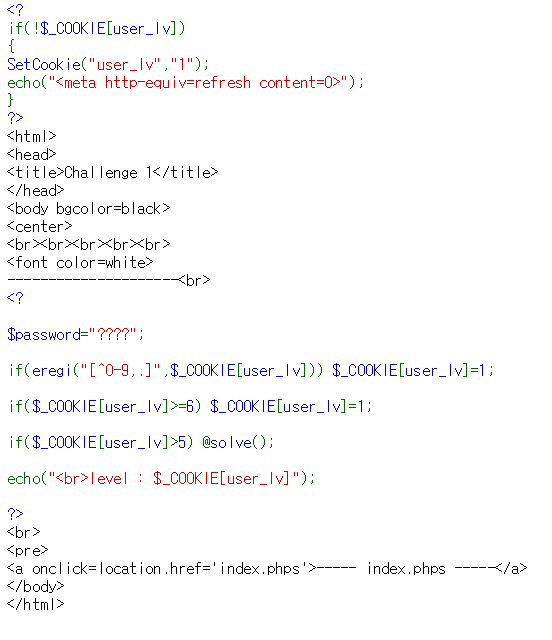 <?
if(!$_COOKIE[user_lv])
{
SetCookie("user_lv","1");
echo("<meta http-equiv=refresh content=0>");
}
?>
<html>
<head>
<title>Challenge 1</title>
</head>
<body bgcolor=black>
<center>
<br><br><br><br><br>
<font color=white>
---------------------<br>
<?
$password="????";
if(eregi("[^0-9,.]",$_COOKIE[user_lv])) $_COOKIE[user_lv]=1;
if($_COOKIE[user_lv]>=6) $_COOKIE[user_lv]=1;
if($_COOKIE[user_lv]>5) @solve();
echo("<br>level : $_COOKIE[user_lv]");
?>
<br>
<pre>
<a onclick=location.href='index.phps'>----- index.phps -----</a>
</body>
</html>